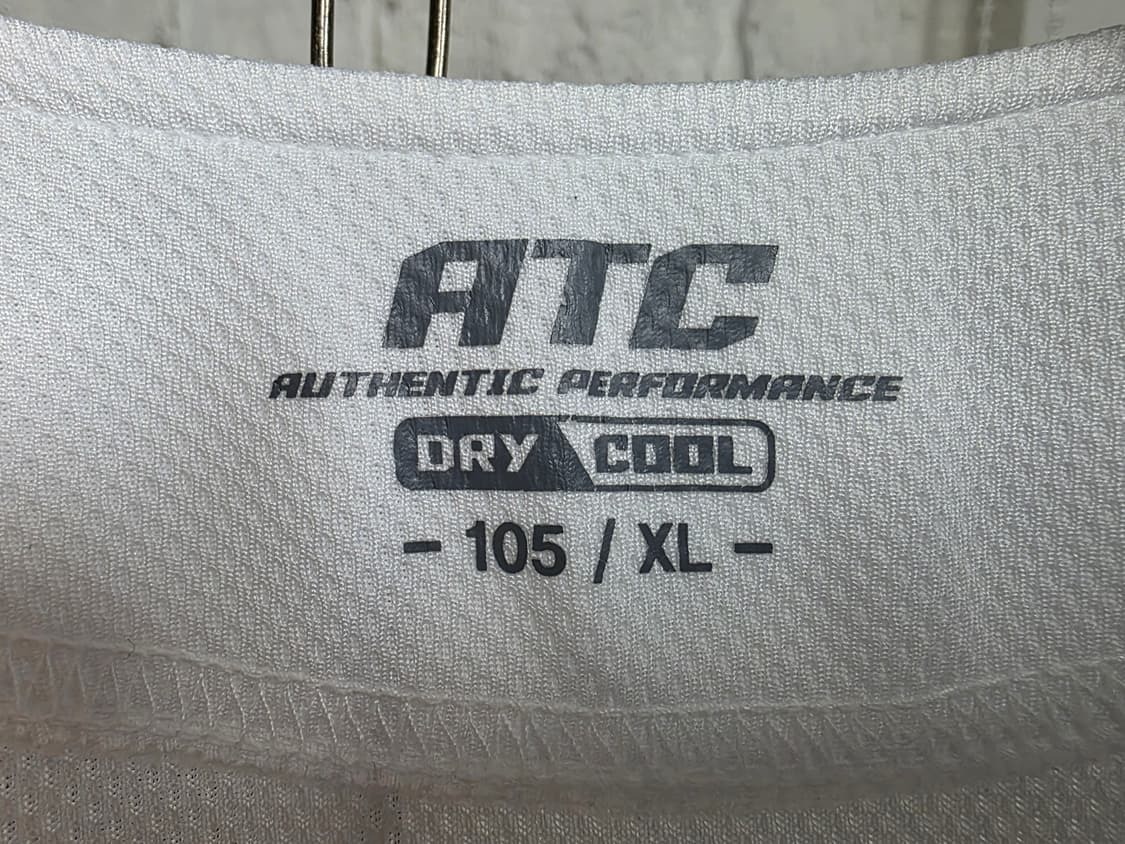 ATC
AUTHENTIC PERFORMANCE
DRY COOL
- 105 / XL -